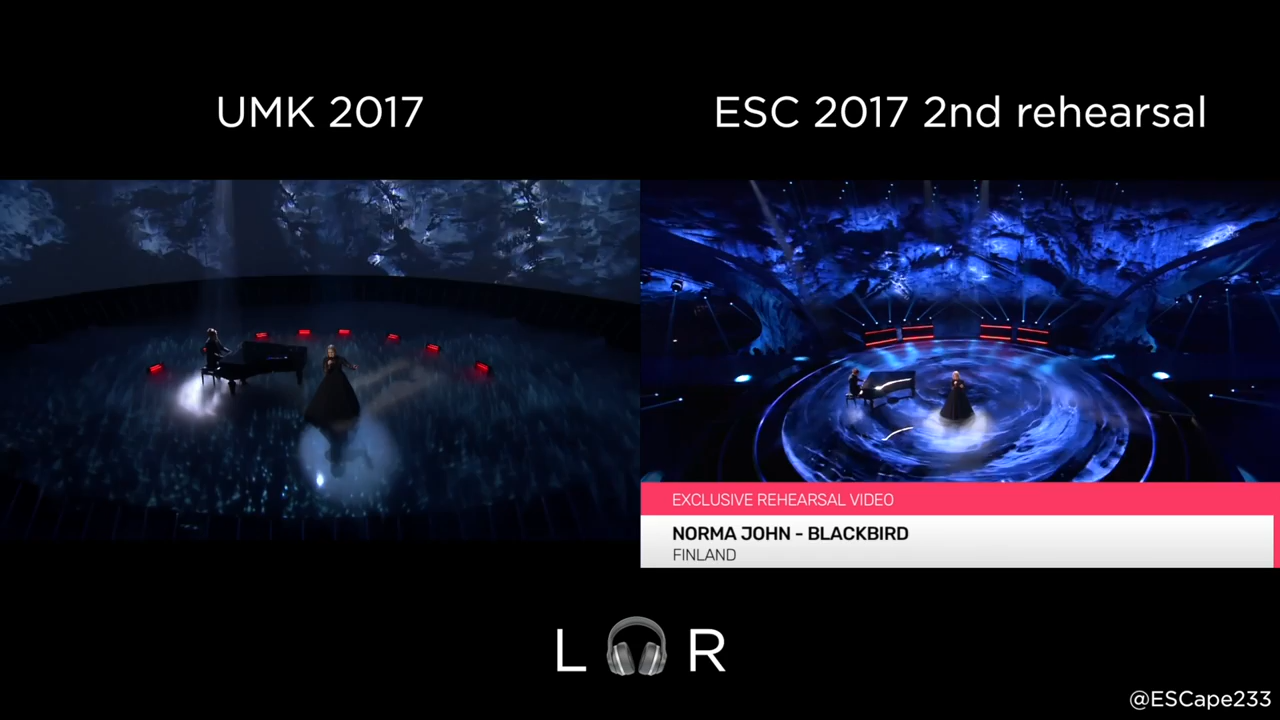 UMK 2017
ESC 2017 2nd rehearsal
EXCLUSIVE REHEARSAL VIDEO
NORMA JOHN - BLACKBIRD
FINLAND
L R
@ESCape233